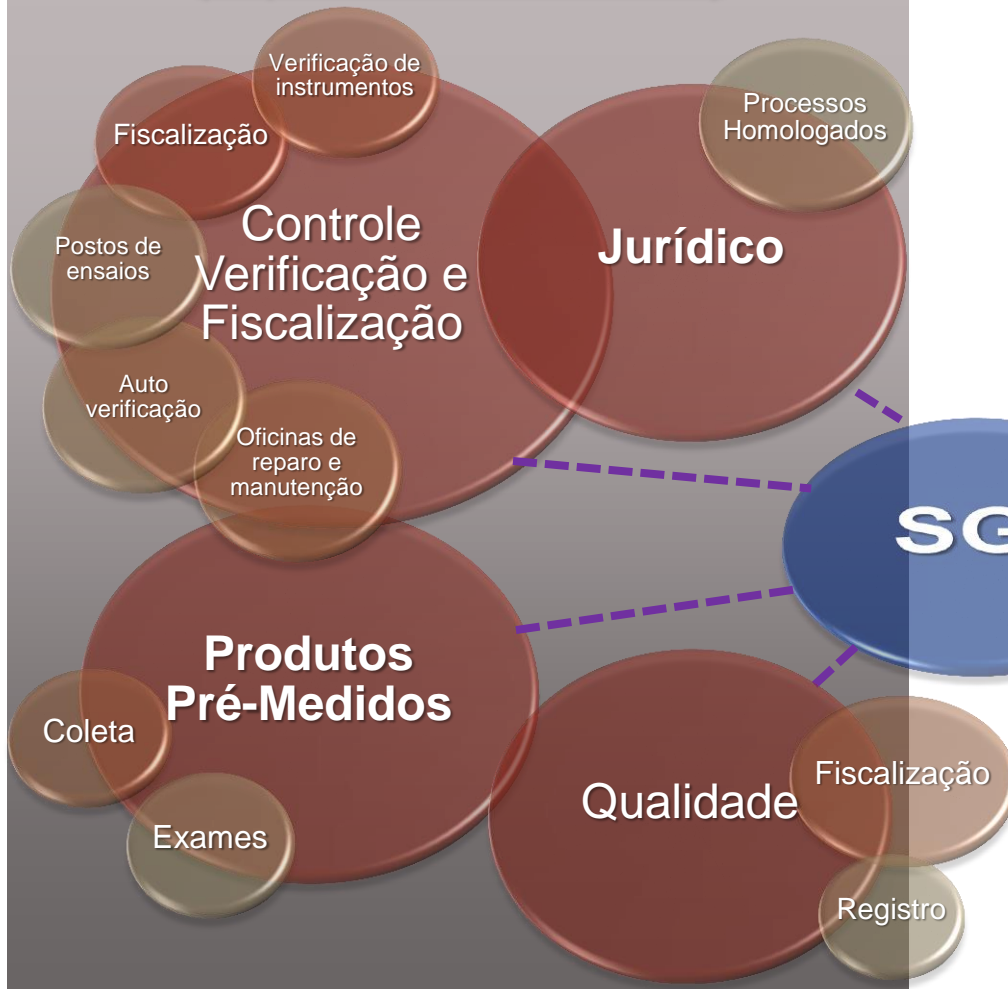 Verificação de
instrumentos
Fiscalização
Processos
Homologados
Controle
Verificação e
Fiscalização
Jurídico
Postos de
ensaios
Auto
verificação
Oficinas de
reparo e
manutenção
SG
Produtos
Pré-Medidos
Coleta
Exames
Qualidade
Fiscalização
Registro